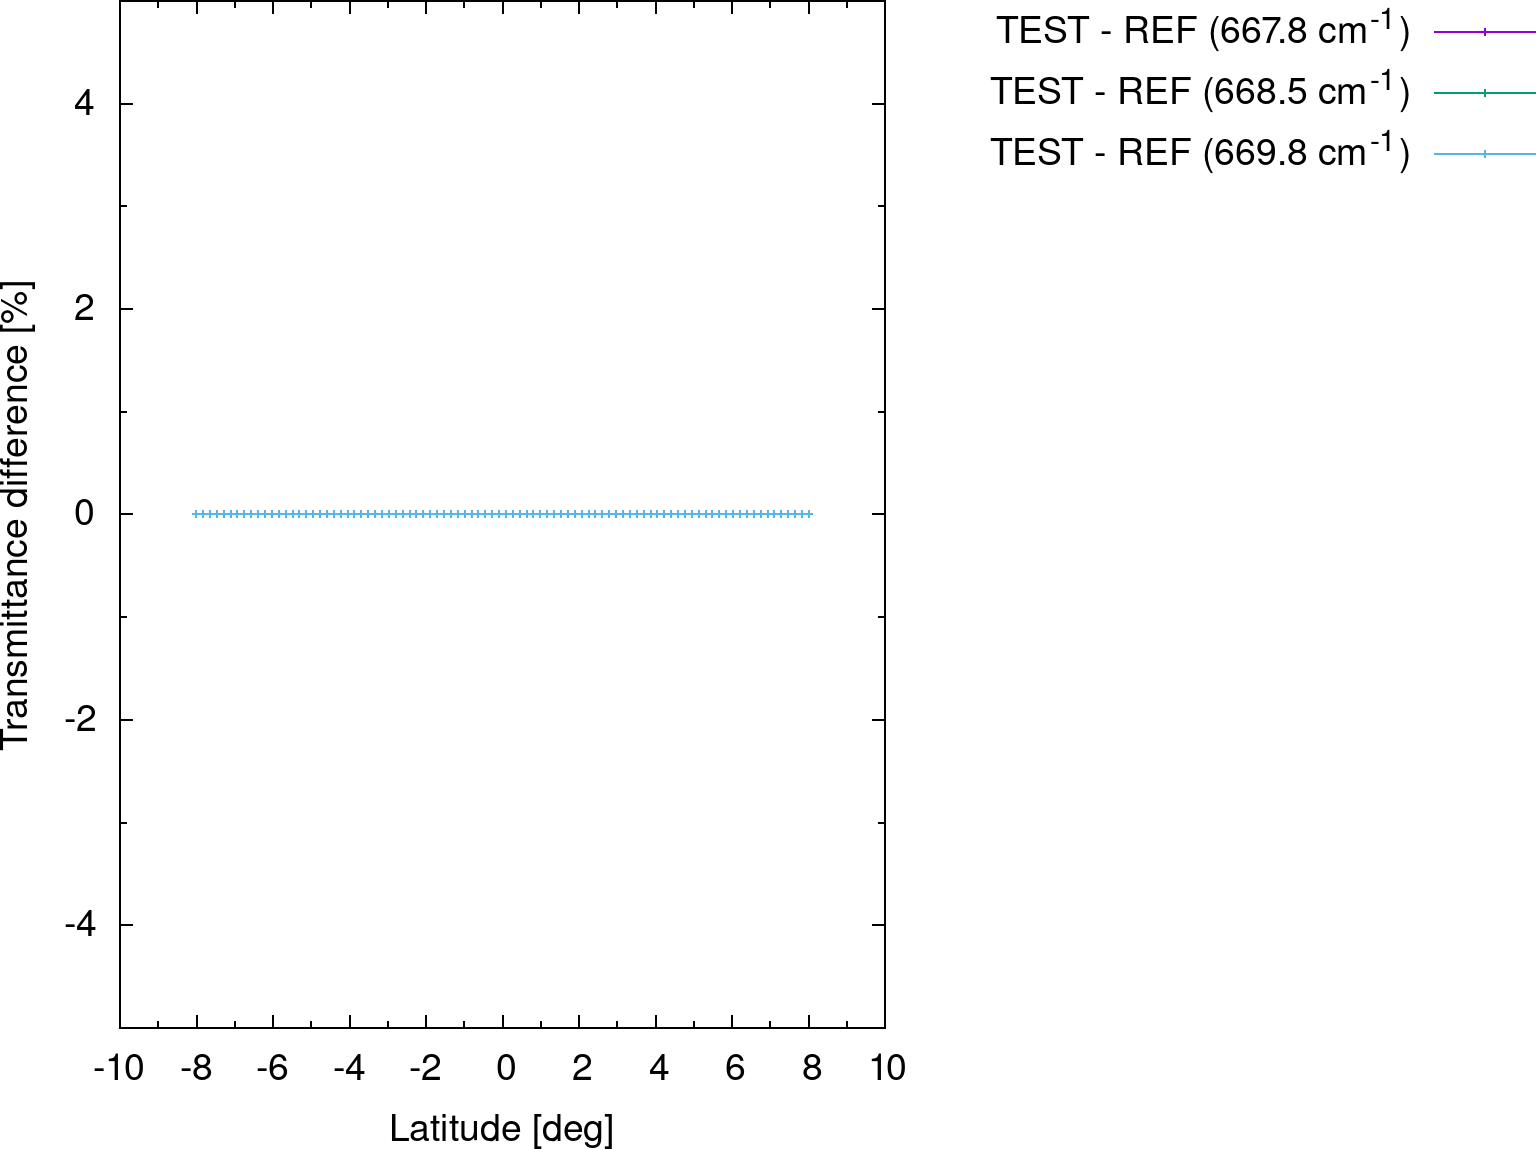 TEST - REF (667.8 cm⁻¹)
TEST - REF (668.5 cm⁻¹)
TEST - REF (669.8 cm⁻¹)
Transmittance difference [%]
4
2
0
-2
-4
-10 -8 -6 -4 -2 0 2 4 6 8 10
Latitude [deg]